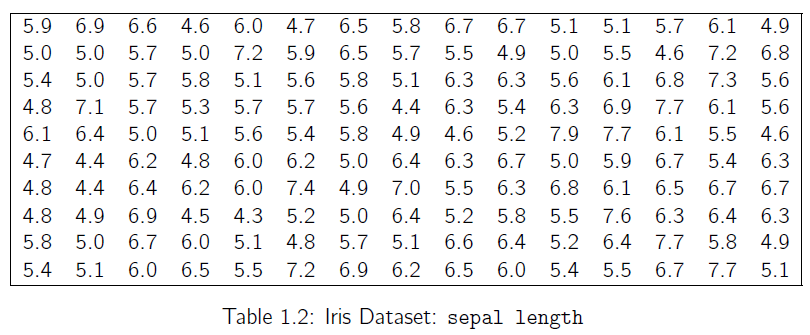 5.9 6.9 6.6 4.6 6.0 4.7 6.5 5.8 6.7 6.7 5.1 5.1 5.7 6.1 4.9
5.0 5.0 5.7 5.0 7.2 5.9 6.5 5.7 5.5 4.9 5.0 5.5 4.6 7.2 6.8
5.4 5.0 5.7 5.8 5.1 5.6 5.8 5.1 6.3 6.3 5.6 6.1 6.8 7.3 5.6
4.8 7.1 5.7 5.3 5.7 5.7 5.6 4.4 6.3 5.4 6.3 6.9 7.7 6.1 5.6
6.1 6.4 5.0 5.1 5.6 5.4 5.8 4.9 4.6 5.2 7.9 7.7 6.1 5.5 4.6
4.7 4.4 6.2 4.8 6.0 6.2 5.0 6.4 6.3 6.7 5.0 5.9 6.7 5.4 6.3
4.8 4.4 6.4 6.2 6.0 7.4 4.9 7.0 5.5 6.3 6.8 6.1 6.5 6.7 6.7
4.8 4.9 6.9 4.5 4.3 5.2 5.0 6.4 5.2 5.8 5.5 7.6 6.3 6.4 6.3
5.8 5.0 6.7 6.0 5.1 4.8 5.7 5.1 6.6 6.4 5.2 6.4 7.7 5.8 4.9
5.4 5.1 6.0 6.5 5.5 7.2 6.9 6.2 6.5 6.0 5.4 5.5 6.7 7.7 5.1
Table 1.2: Iris Dataset: sepal length